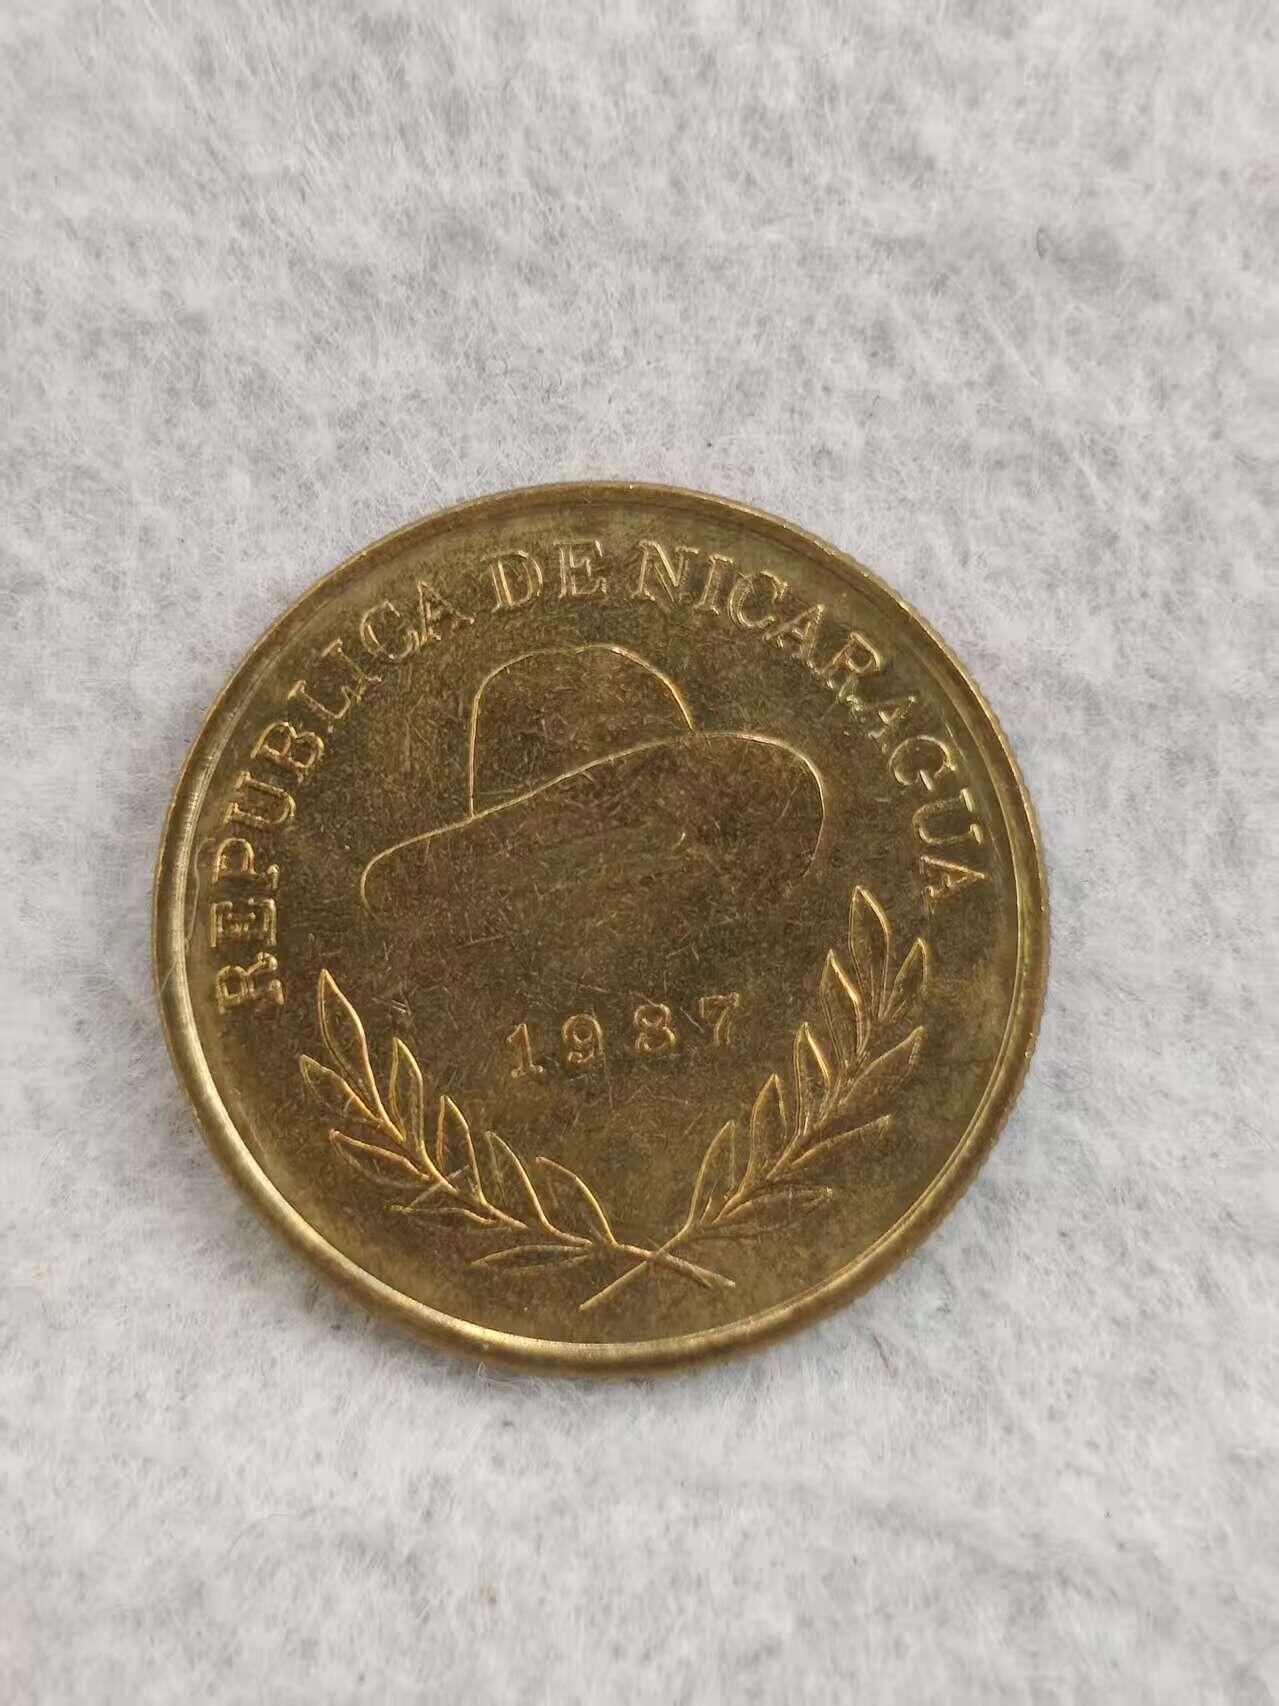 REPUBLICA DE NICARAGUA
1987